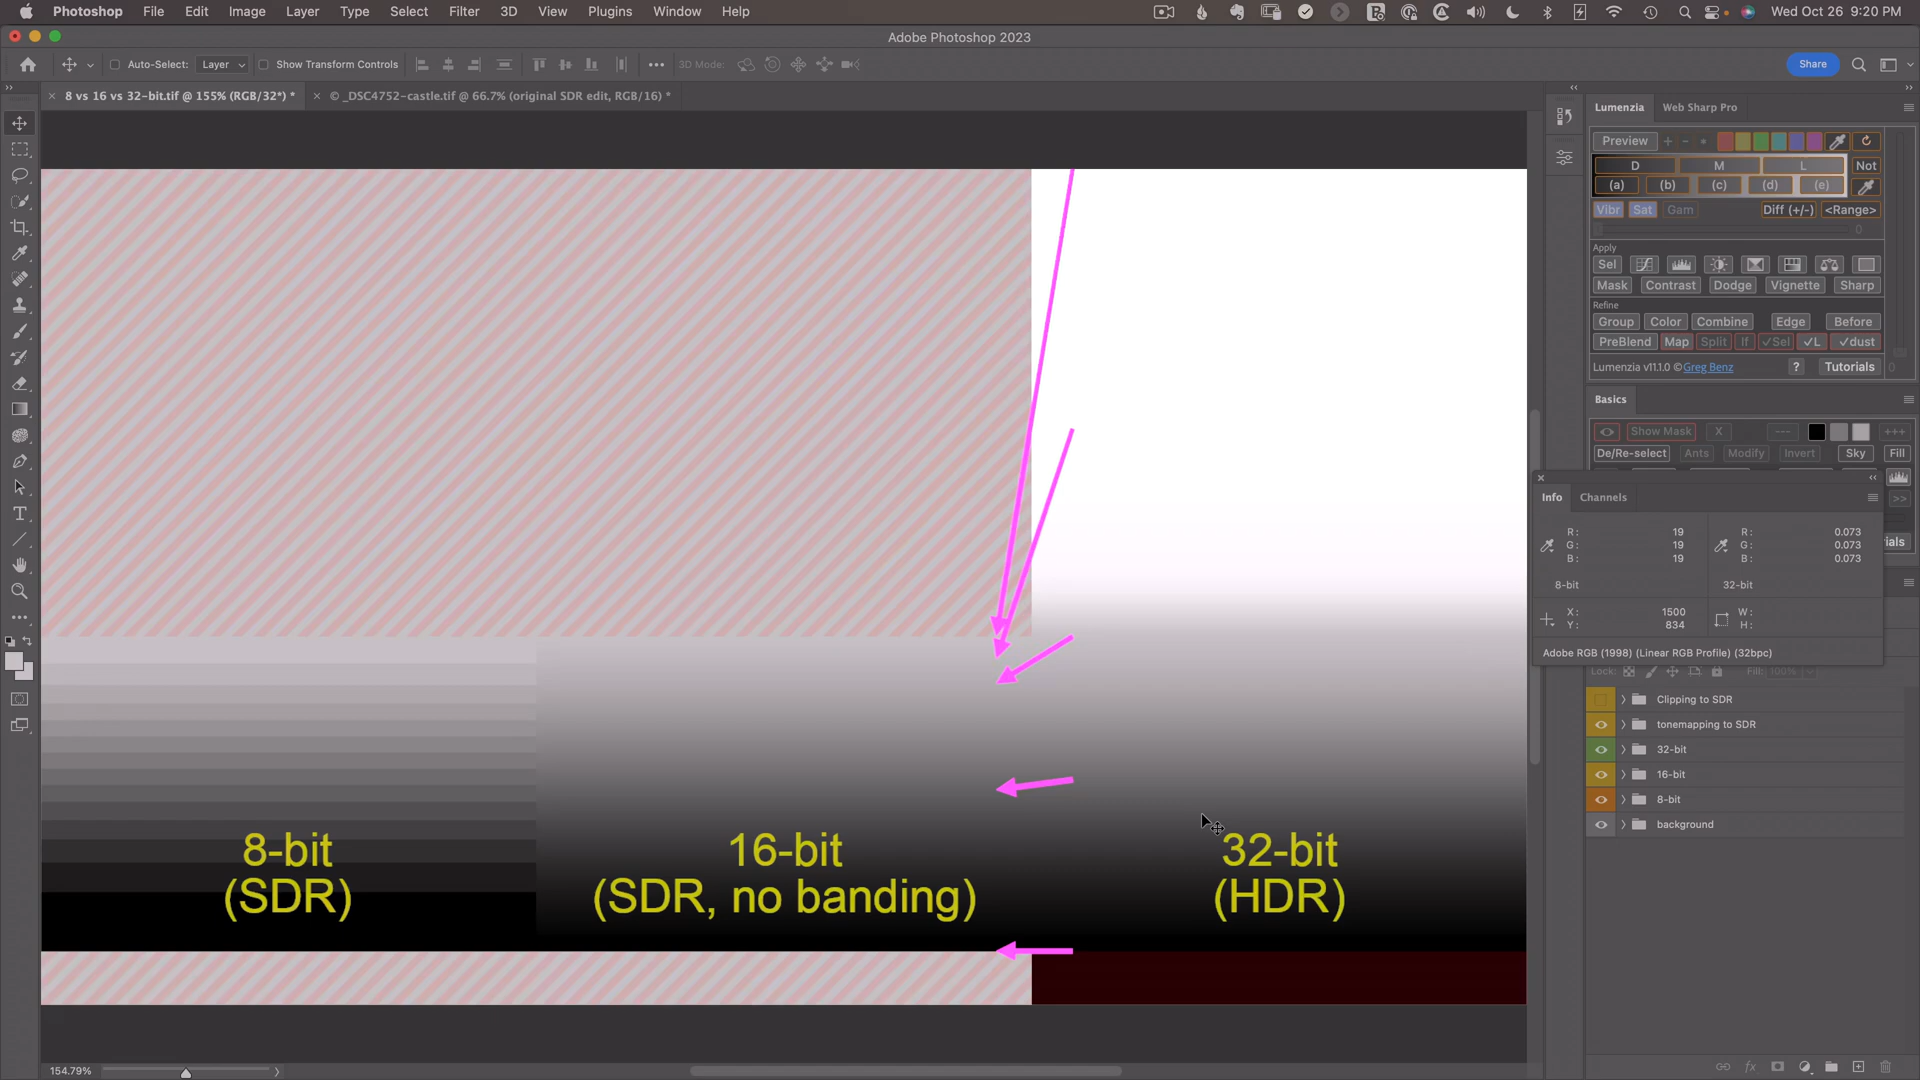 Photoshop File Edit Image Layer Type Select Filter 3D View Plugins Window Help Wed Oct 26 9:20 PM
Adobe Photoshop 2023
Auto-Select: Layer Show Transform Controls 3D Mode: Share
8 vs 16 vs 32-bit.tif @ 155% (RGB/32*) * © _DSC4752-castle.tif @ 66.7% (original SDR edit, RGB/16) *
Lumenzia Web Sharp Pro
Preview + -
D M L Not
(a) (b) (c) (d) (e)
Vibr Sat Gam Diff (+/-) <Range>
0
Apply
Sel
Mask Contrast Dodge Vignette Sharp
Refine
Group Color Combine Edge Before
PreBlend Map Split If ✓Sel ✓L ✓dust
Lumenzia v11.1.0 ©Greg Benz ? Tutorials 0
Basics
Show Mask X --- +++
De/Re-select Ants Modify Invert Sky Fill
>>
Info Channels
R: 19 R: 0.073
G: 19 G: 0.073
B: 19 B: 0.073
ials
8-bit 32-bit
X: 1500 W:
Y: 834 H:
Adobe RGB (1998) (Linear RGB Profile) (32bpc)
Lock: Fill: 100%
Clipping to SDR
tonemapping to SDR
32-bit
16-bit
8-bit
background
8-bit
(SDR)
16-bit
(SDR, no banding)
32-bit
(HDR)
154.79%